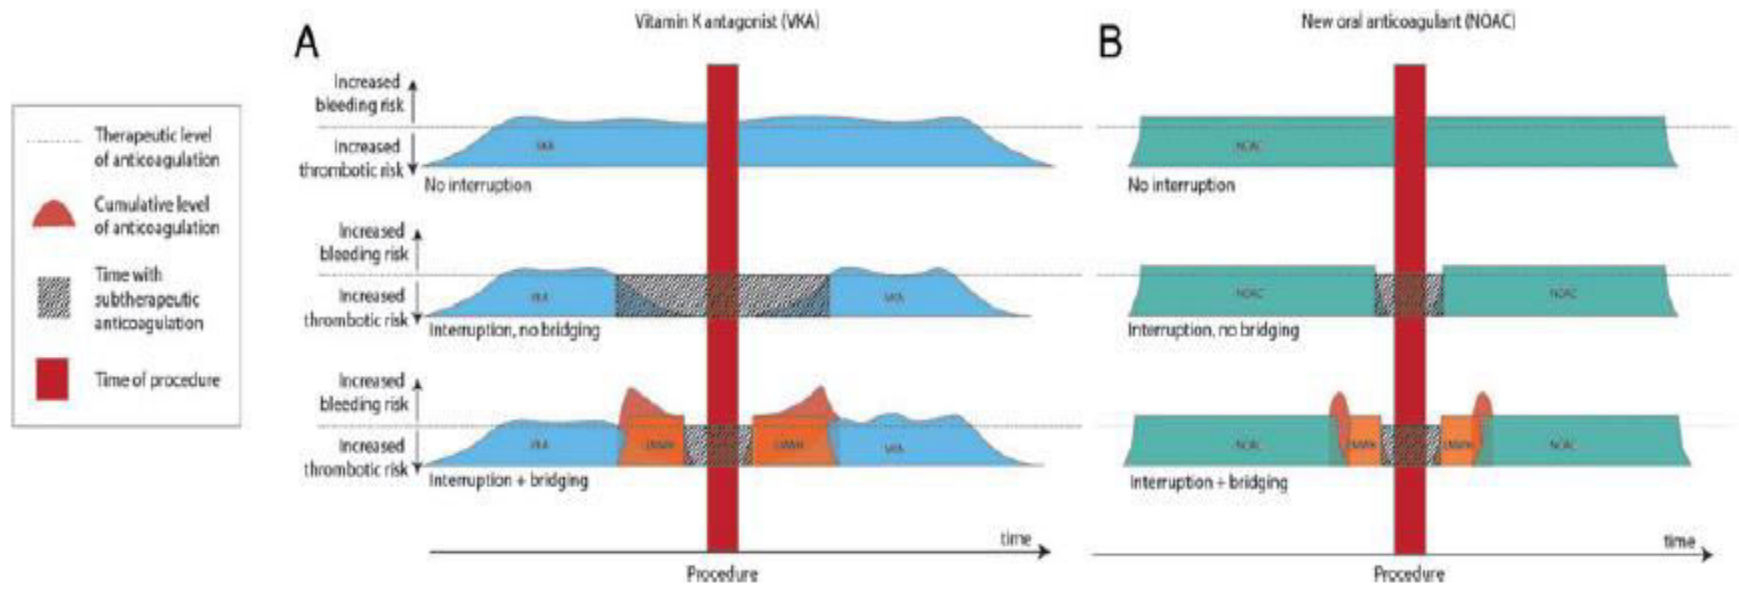 Vitamin K antagonist (VKA)
New oral anticoagulant (NOAC)
A
B
Therapeutic level
of anticoagulation
Cumulative level
of anticoagulation
Time with
subtherapeutic
anticoagulation
Time of procedure
Increased
bleeding risk
Increased
thrombotic risk
VKA
No interruption
Increased
bleeding risk
Increased
thrombotic risk
VKA
VKA
Interruption, no bridging
Increased
bleeding risk
Increased
thrombotic risk
VKA
LMWH
LMWH
VKA
Interruption + bridging
time
Procedure
NOAC
No interruption
NOAC
NOAC
Interruption, no bridging
NOAC
LMWH
LMWH
NOAC
Interruption + bridging
time
Procedure